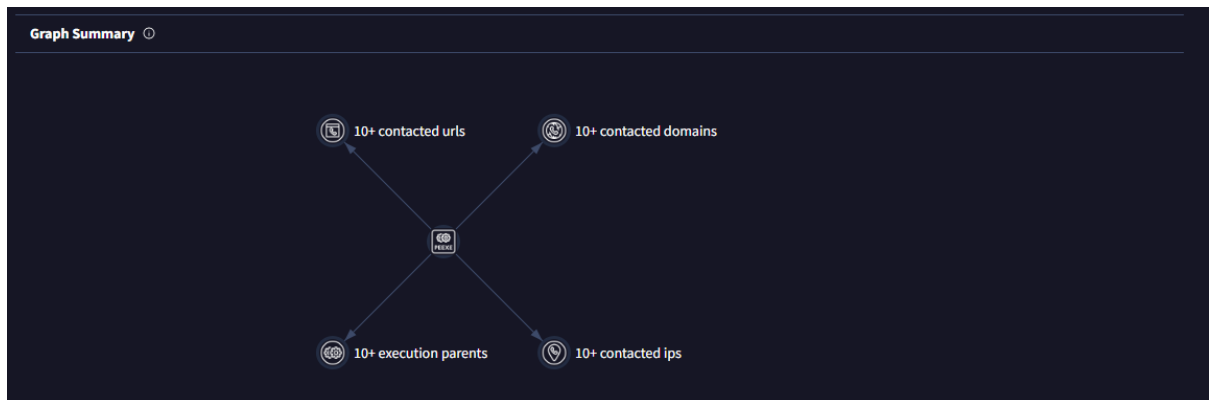 Graph Summary
10+ contacted urls
10+ contacted domains
PEEXE
10+ execution parents
10+ contacted ips